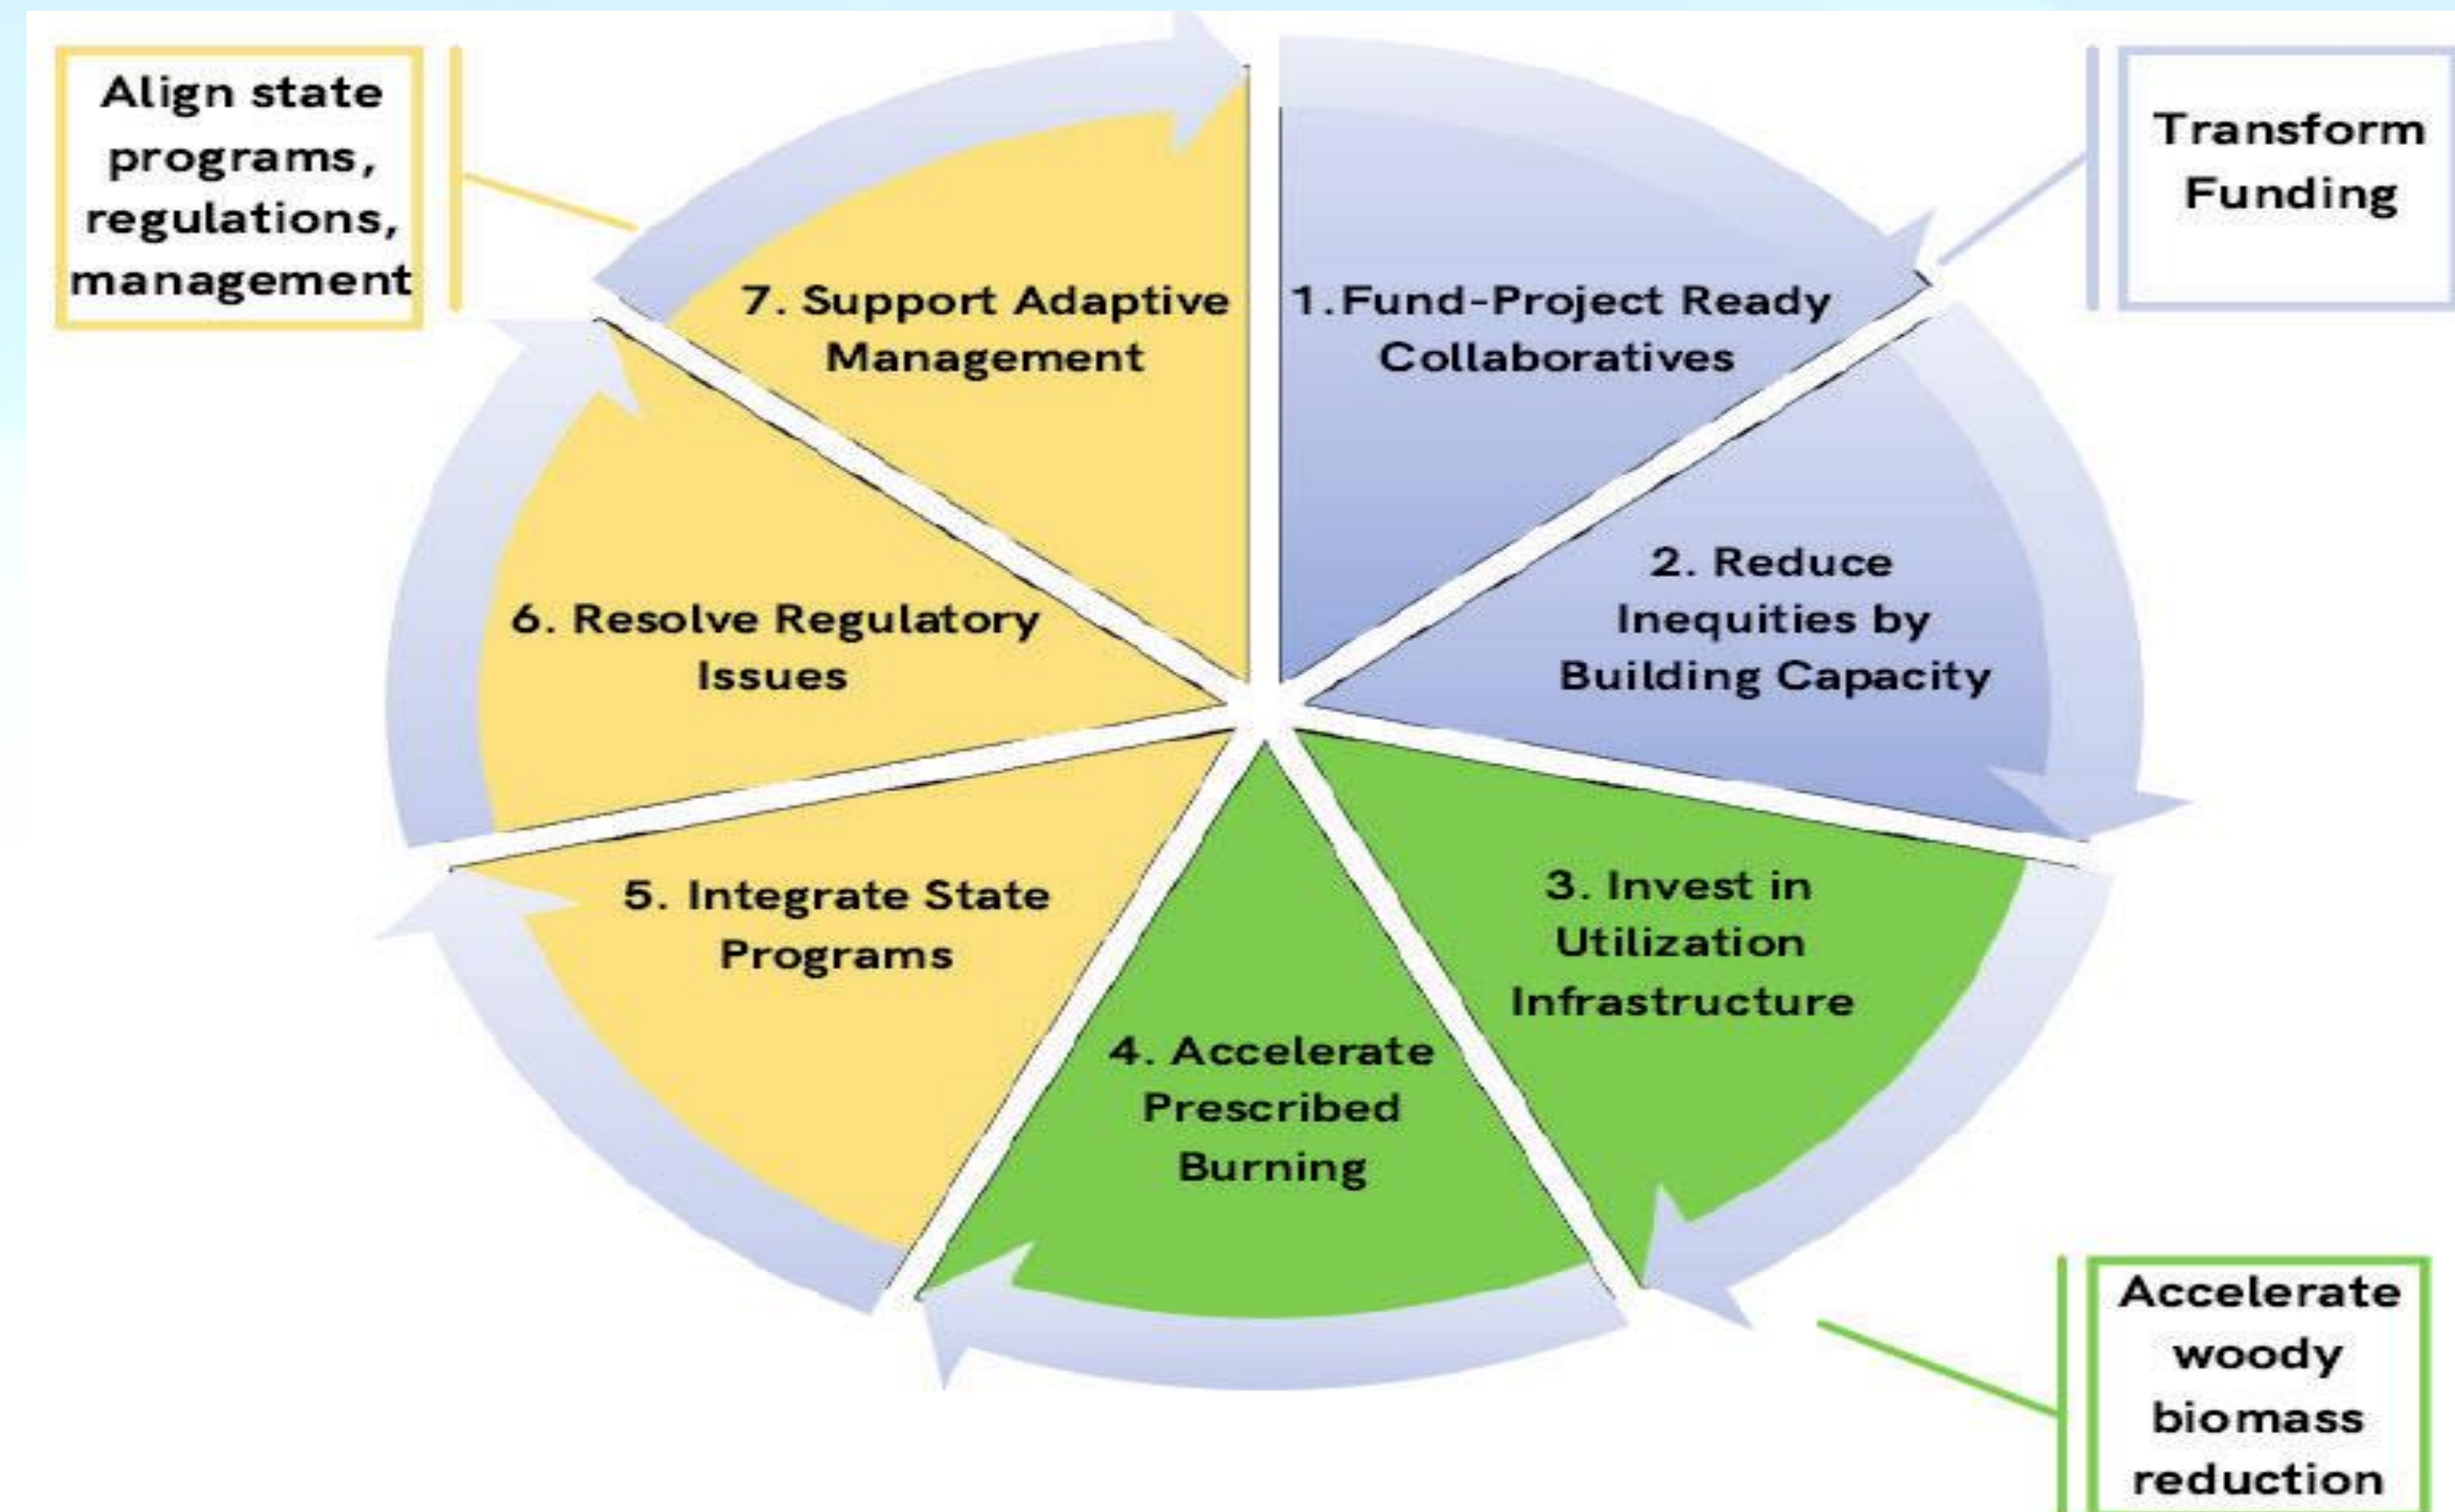 Align state
programs,
regulations,
management
Transform
Funding
7. Support Adaptive
Management
1.Fund-Project Ready
Collaboratives
2. Reduce
Inequities by
Building Capacity
6. Resolve Regulatory
Issues
3. Invest in
Utilization
Infrastructure
5. Integrate State
Programs
4. Accelerate
Prescribed
Burning
Accelerate
woody
biomass
reduction